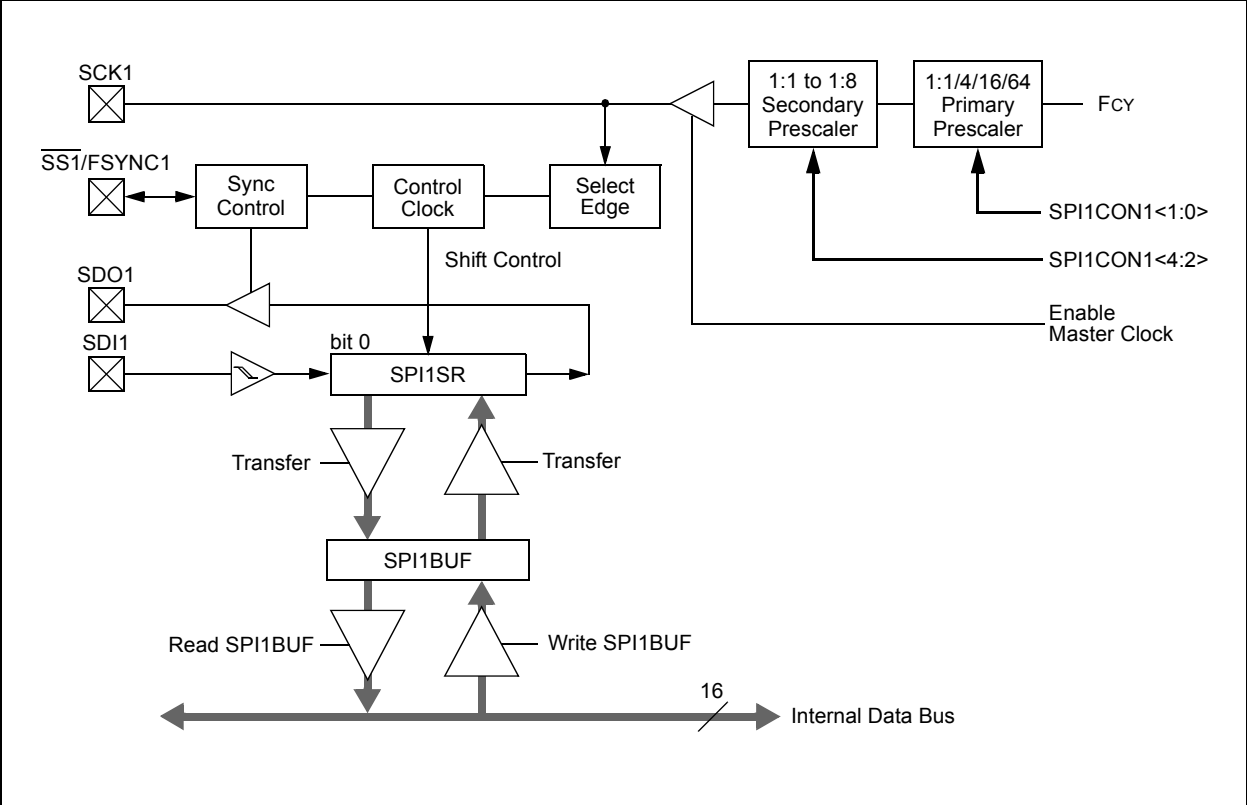 SCK1
1:1 to 1:8
Secondary
Prescaler
1:1/4/16/64
Primary
Prescaler
FCY
SS1/FSYNC1
Sync
Control
Control
Clock
Select
Edge
SPI1CON1<1:0>
Shift Control
SPI1CON1<4:2>
SDO1
Enable
Master Clock
SDI1
bit 0
SPI1SR
Transfer
Transfer
SPI1BUF
Read SPI1BUF
Write SPI1BUF
16
Internal Data Bus